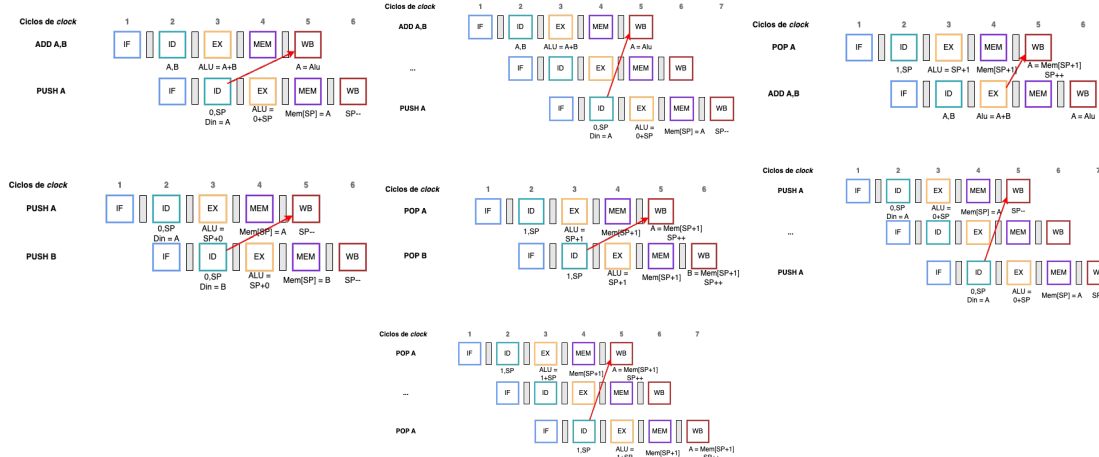 Ciclos de clock 1 2 3 4 5 6
ADD A,B IF ID EX MEM WB
A,B ALU = A+B A = Alu
PUSH A IF ID EX MEM WB
0,SP ALU = Mem[SP] = A SP--
Din = A 0+SP
Ciclos de clock 1 2 3 4 5 6 7
ADD A,B IF ID EX MEM WB
A,B ALU = A+B A = Alu
... IF ID EX MEM WB
PUSH A IF ID EX MEM WB
0,SP ALU = Mem[SP] = A SP--
Din = A 0+SP
Ciclos de clock 1 2 3 4 5 6
POP A IF ID EX MEM WB
1,SP ALU = SP+1 Mem[SP+1] A = Mem[SP+1]
SP++
ADD A,B IF ID EX MEM WB
A,B Alu = A+B A = Alu
Ciclos de clock 1 2 3 4 5 6
PUSH A IF ID EX MEM WB
0,SP ALU = Mem[SP] = A SP--
Din = A SP+0
PUSH B IF ID EX MEM WB
0,SP ALU = Mem[SP] = B SP--
Din = B SP+0
Ciclos de clock 1 2 3 4 5 6
POP A IF ID EX MEM WB
1,SP ALU = Mem[SP+1] A = Mem[SP+1]
SP+1 SP++
POP B IF ID EX MEM WB
1,SP ALU = Mem[SP+1] B = Mem[SP+1]
SP+1 SP++
Ciclos de clock 1 2 3 4 5 6 7
PUSH A IF ID EX MEM WB
0,SP ALU = Mem[SP] = A SP--
Din = A 0+SP
... IF ID EX MEM WB
PUSH A IF ID EX MEM WB
0,SP ALU = Mem[SP] = A SP--
Din = A 0+SP
Ciclos de clock 1 2 3 4 5 6 7
POP A IF ID EX MEM WB
1,SP ALU = Mem[SP+1] A = Mem[SP+1]
1+SP SP++
... IF ID EX MEM WB
POP A IF ID EX MEM WB
1,SP ALU = Mem[SP+1] A = Mem[SP+1]
1+SP SP++